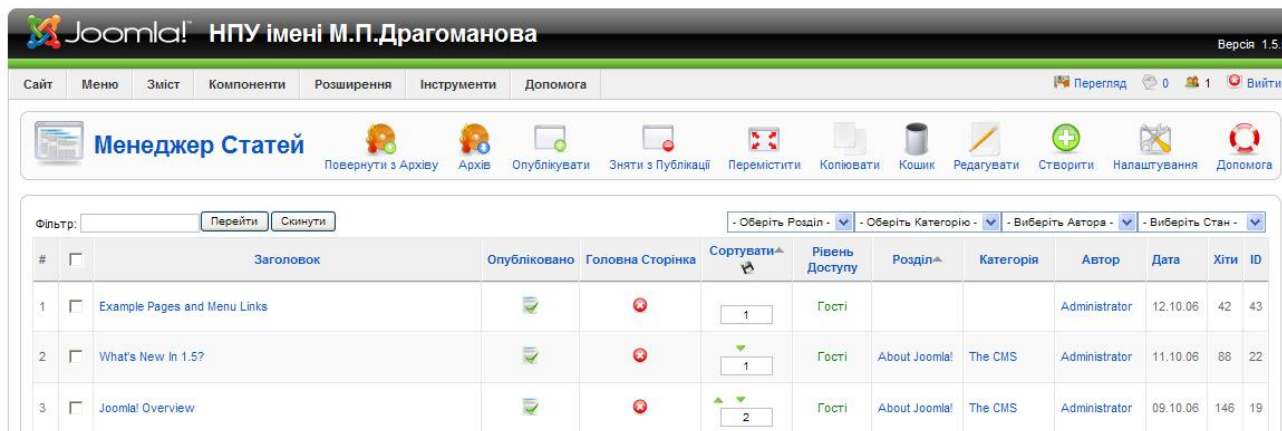 Joomla! НПУ імені М.П.Драгоманова
Версія 1.5.
Сайт Меню Зміст Компоненти Розширення Інструменти Допомога Перегляд 0 1 Вийти
Менеджер Статей Повернути з Архіву Архів Опублікувати Зняти з Публікації Перемістити Копіювати Кошик Редагувати Створити Налаштування Допомога
Фільтр: Перейти Скинути - Оберіть Розділ - - Оберіть Категорію - - Виберіть Автора - - Виберіть Стан -
# Заголовок Опубліковано Головна Сторінка Сортувати Рівень Доступу Розділ Категорія Автор Дата Хіти ID
1 Example Pages and Menu Links 1 Гості Administrator 12.10.06 42 43
2 What's New In 1.5? 1 Гості About Joomla! The CMS Administrator 11.10.06 88 22
3 Joomla! Overview 2 Гості About Joomla! The CMS Administrator 09.10.06 146 19